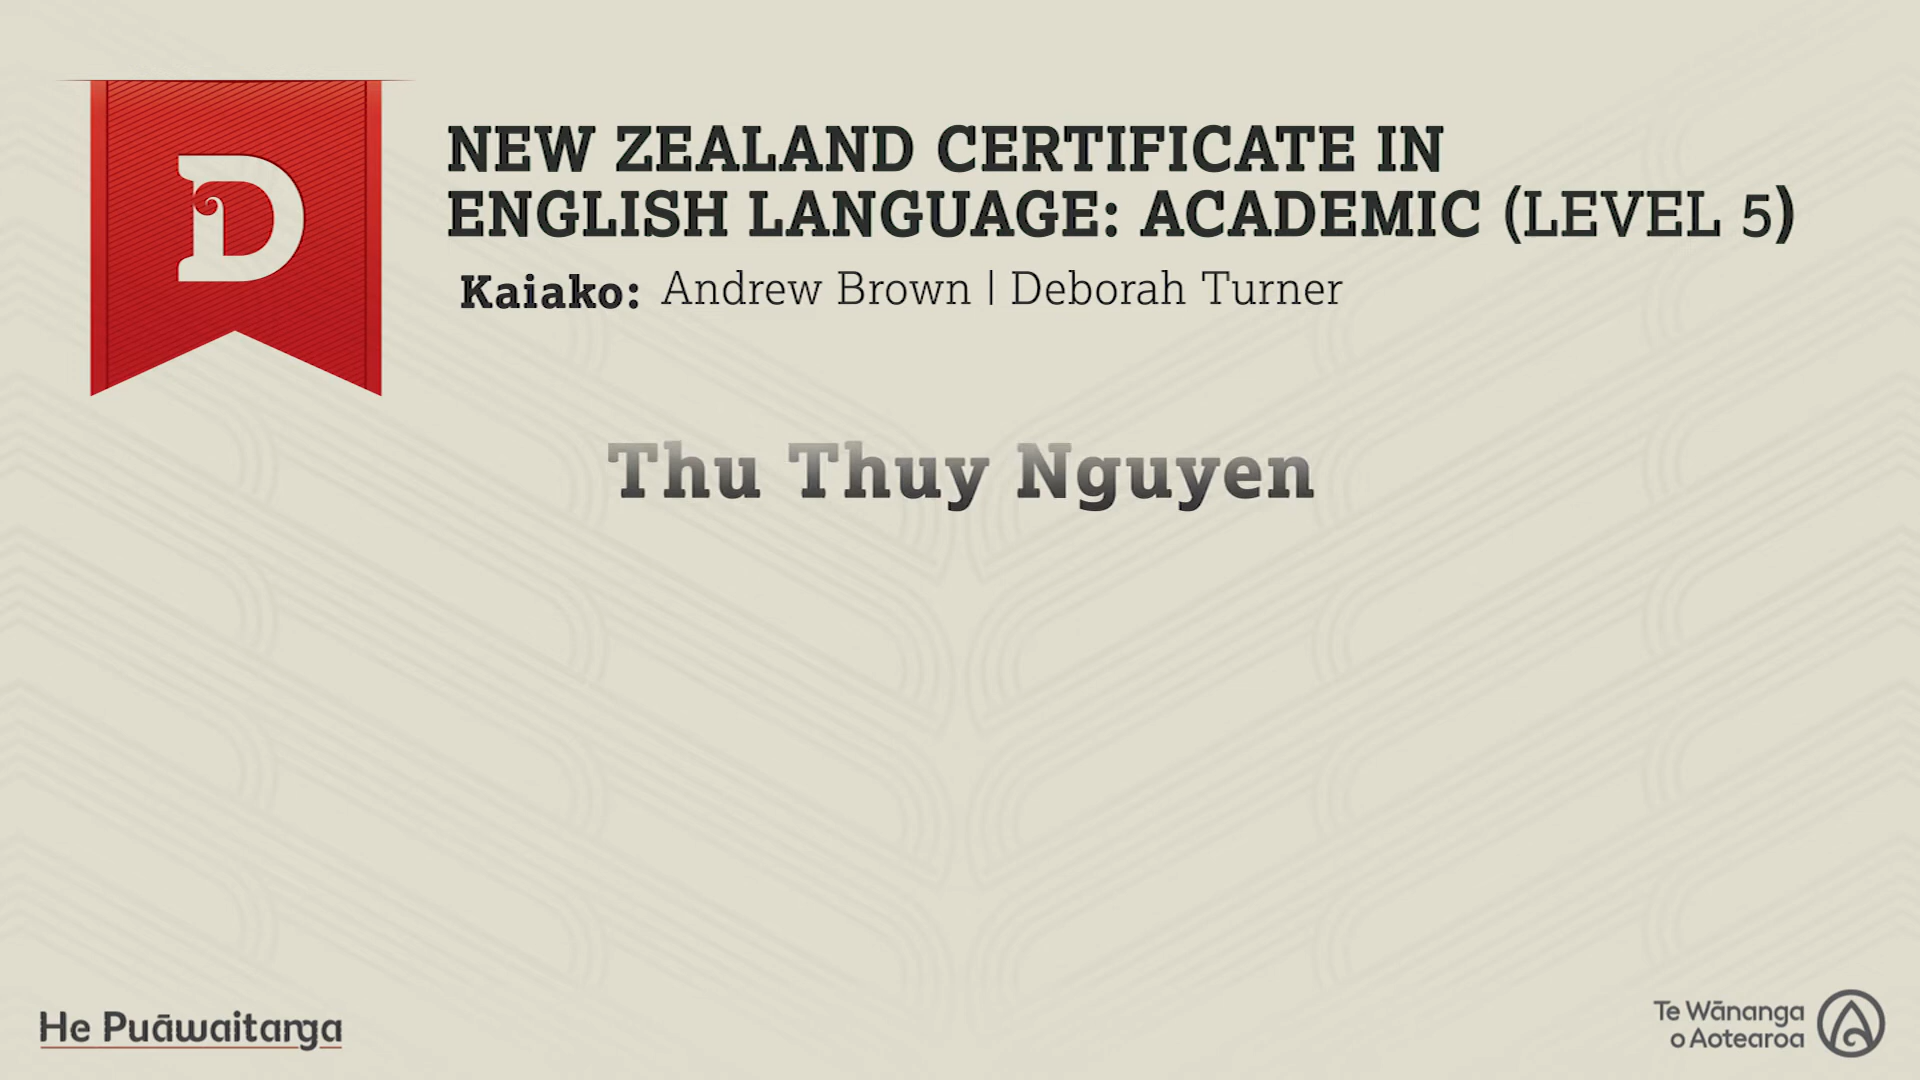 D
NEW ZEALAND CERTIFICATE IN
ENGLISH LANGUAGE: ACADEMIC (LEVEL 5)
Kaiako: Andrew Brown | Deborah Turner
Thu Thuy Nguyen
He Puāwaitanga
Te Wānanga
o Aotearoa